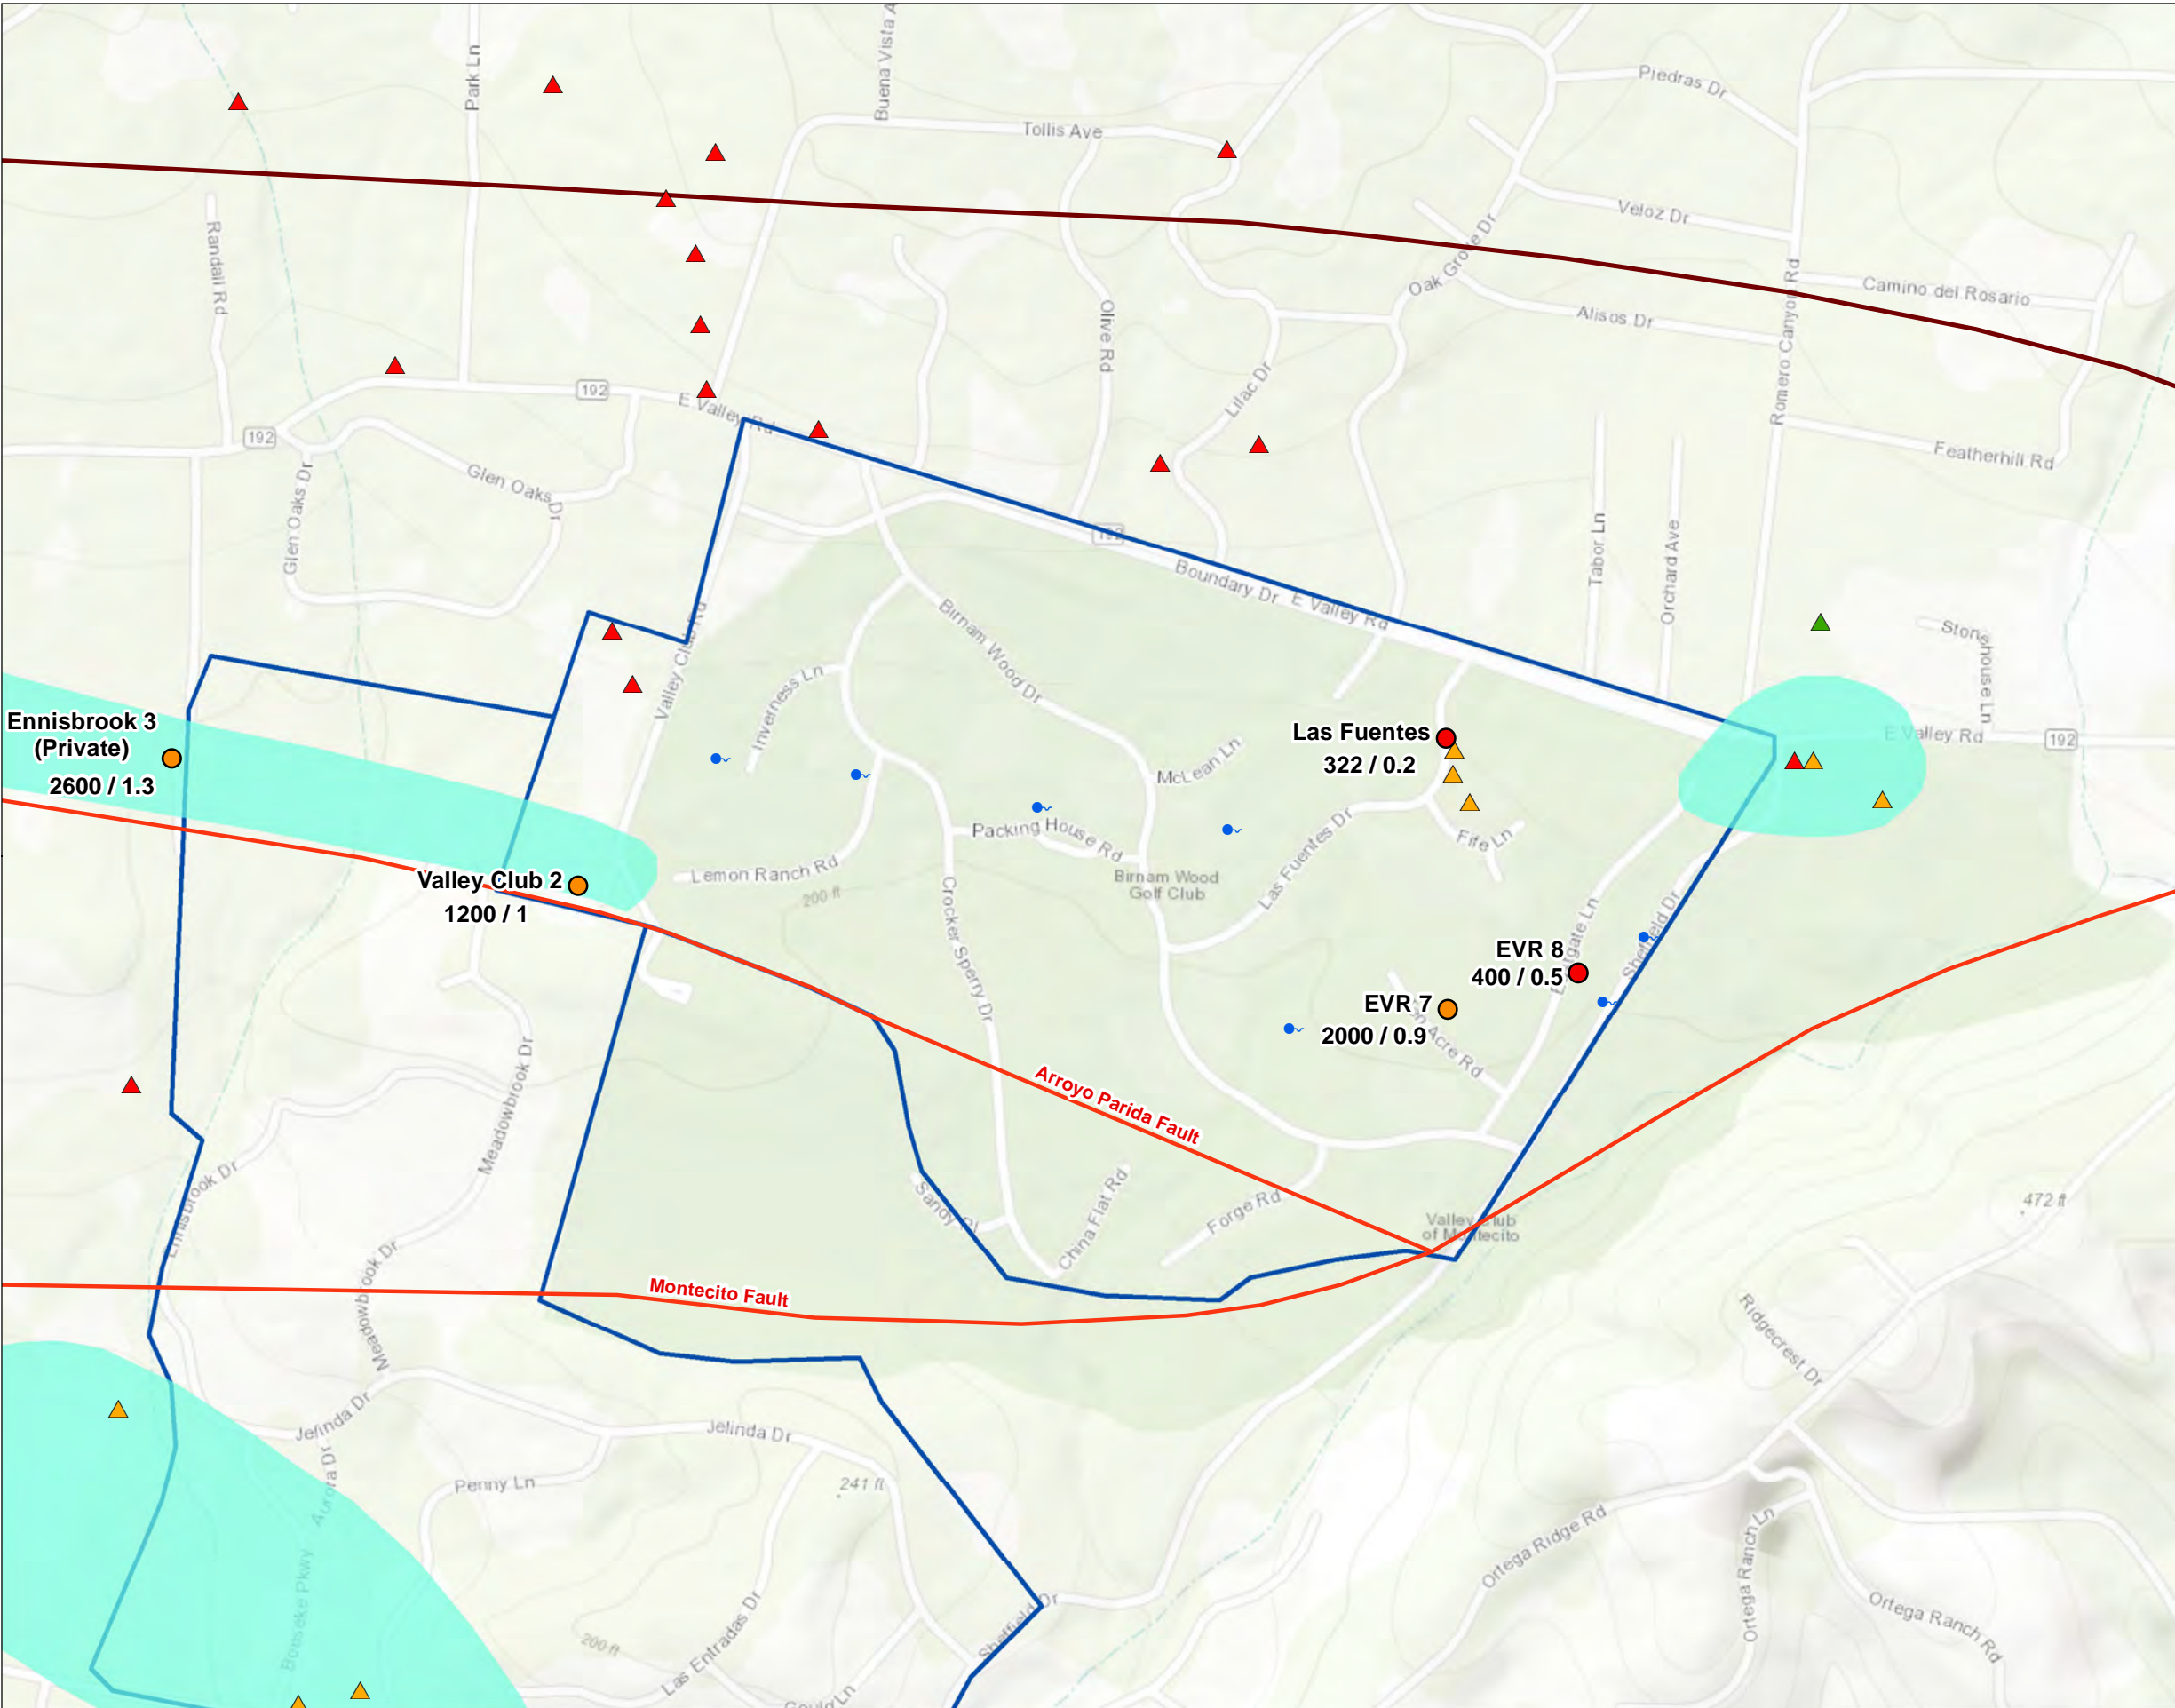 Park Ln
Buena Vista A
Piedras Dr
Tollis Ave
Veloz Dr
Randall Rd
Oak Grove Dr
Camino del Rosario
Alisos Dr
Olive Rd
Romero Canyon Rd
Lilac Dr
192
E Valley Rd
192
Featherhill Rd
Glen Oaks Dr
Glen Oaks Dr
192
Tabor Ln
Orchard Ave
Boundary Dr
E Valley Rd
Birnam Wood Dr
Valley Club Rd
Stonehouse Ln
Inverness Ln
Ennisbrook 3
(Private)
2600 / 1.3
Las Fuentes
322 / 0.2
E Valley Rd
192
McLean Ln
Packing House Rd
Fife Ln
Las Fuentes Dr
Lemon Ranch Rd
200 ft
Birnam Wood
Golf Club
Valley Club 2
1200 / 1
Crocker Sperry Dr
Sheffield Dr
EVR 8
400 / 0.5
EVR 7
2000 / 0.9
Acre Rd
Arroyo Parida Fault
Meadowbrook Dr
Ennisbrook Dr
Sandy Pl
China Flat Rd
Forge Rd
Valley Club
of Montecito
472 ft
Meadowbrook Dr
Montecito Fault
Ridgecrest Dr
Jelinda Dr
Jelinda Dr
Aurora Dr
Penny Ln
241 ft
Ortega Ridge Rd
Ortega Ranch Ln
Boeseke Pkwy
Las Entradas Dr
Sheffield Dr
Ortega Ranch Rd
200 ft
Gould Ln